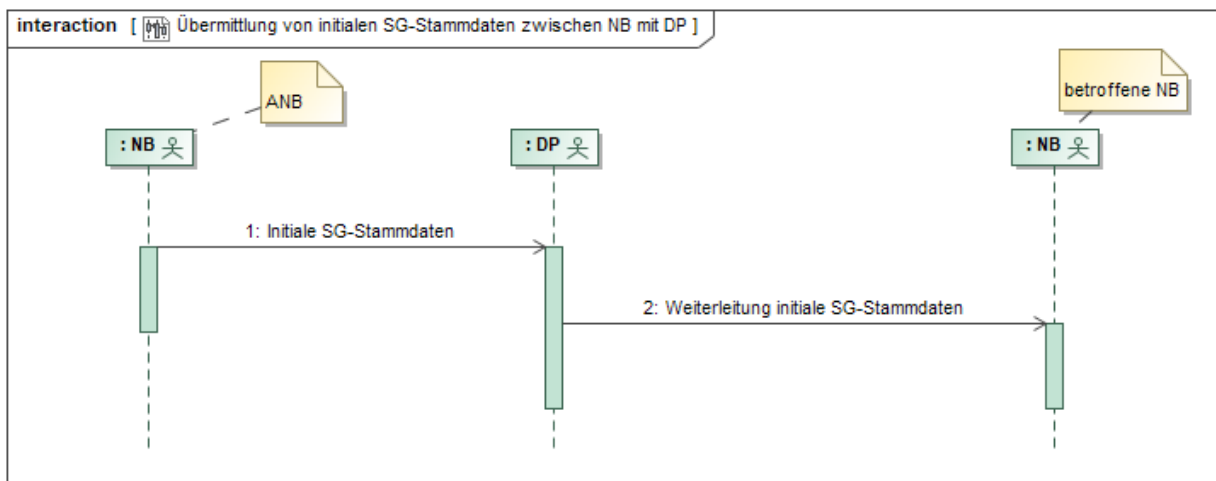 interaction [ Übermittlung von initialen SG-Stammdaten zwischen NB mit DP ]
ANB
betroffene NB
: NB
: DP
: NB
1: Initiale SG-Stammdaten
2: Weiterleitung initiale SG-Stammdaten